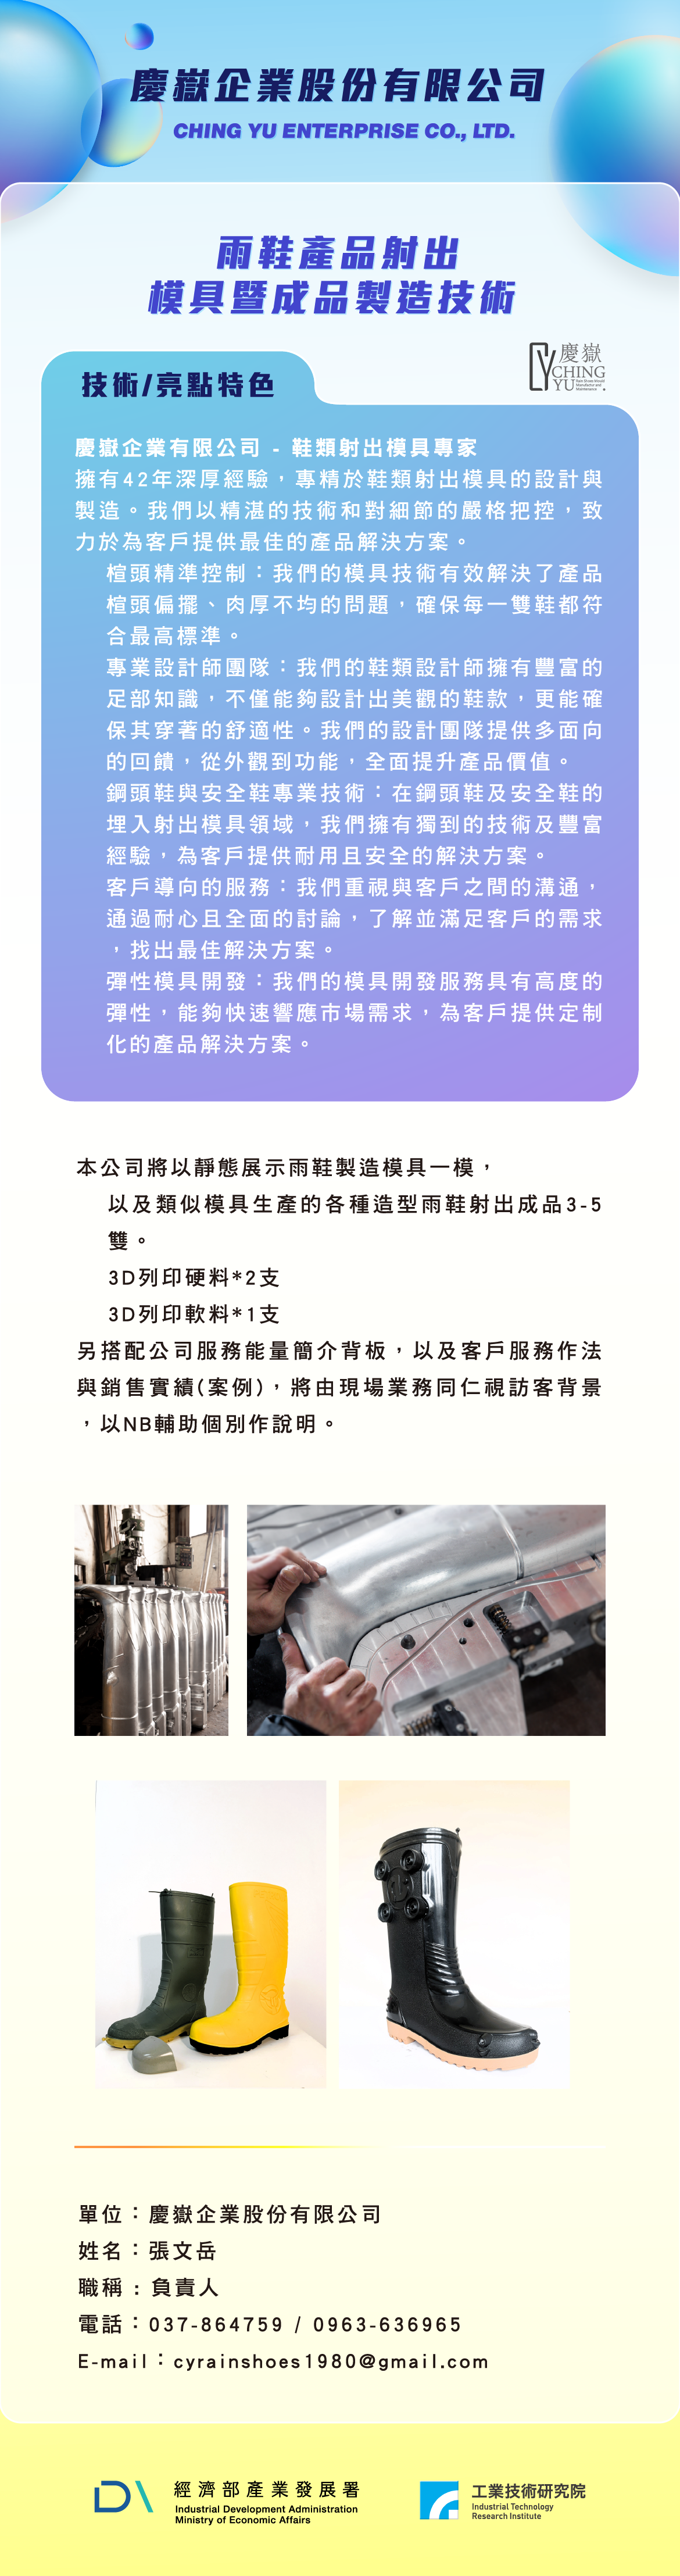 慶嶽企業股份有限公司
CHING YU ENTERPRISE CO., LTD.
雨鞋產品射出
模具暨成品製造技術
慶嶽
CHING
YU
技術/亮點特色
慶嶽企業有限公司 - 鞋類射出模具專家
擁有42年深厚經驗，專精於鞋類射出模具的設計與
製造。我們以精湛的技術和對細節的嚴格把控，致
力於為客戶提供最佳的產品解決方案。
楦頭精準控制：我們的模具技術有效解決了產品
楦頭偏擺、肉厚不均的問題，確保每一雙鞋都符
合最高標準。
專業設計師團隊：我們的鞋類設計師擁有豐富的
足部知識，不僅能夠設計出美觀的鞋款，更能確
保其穿著的舒適性。我們的設計團隊提供多面向
的回饋，從外觀到功能，全面提升產品價值。
鋼頭鞋與安全鞋專業技術：在鋼頭鞋及安全鞋的
埋入射出模具領域，我們擁有獨到的技術及豐富
經驗，為客戶提供耐用且安全的解決方案。
客戶導向的服務：我們重視與客戶之間的溝通，
通過耐心且全面的討論，了解並滿足客戶的需求
，找出最佳解決方案。
彈性模具開發：我們的模具開發服務具有高度的
彈性，能夠快速響應市場需求，為客戶提供定制
化的產品解決方案。
本公司將以靜態展示雨鞋製造模具一模，
以及類似模具生產的各種造型雨鞋射出成品3-5
雙。
3D列印硬料*2支
3D列印軟料*1支
另搭配公司服務能量簡介背板，以及客戶服務作法
與銷售實績(案例)，將由現場業務同仁視訪客背景
，以NB輔助個別作說明。
單位：慶嶽企業股份有限公司
姓名：張文岳
職稱：負責人
電話：037-864759 / 0963-636965
E-mail：cyrainshoes1980@gmail.com
經濟部產業發展署
Industrial Development Administration
Ministry of Economic Affairs
工業技術研究院
Industrial Technology
Research Institute